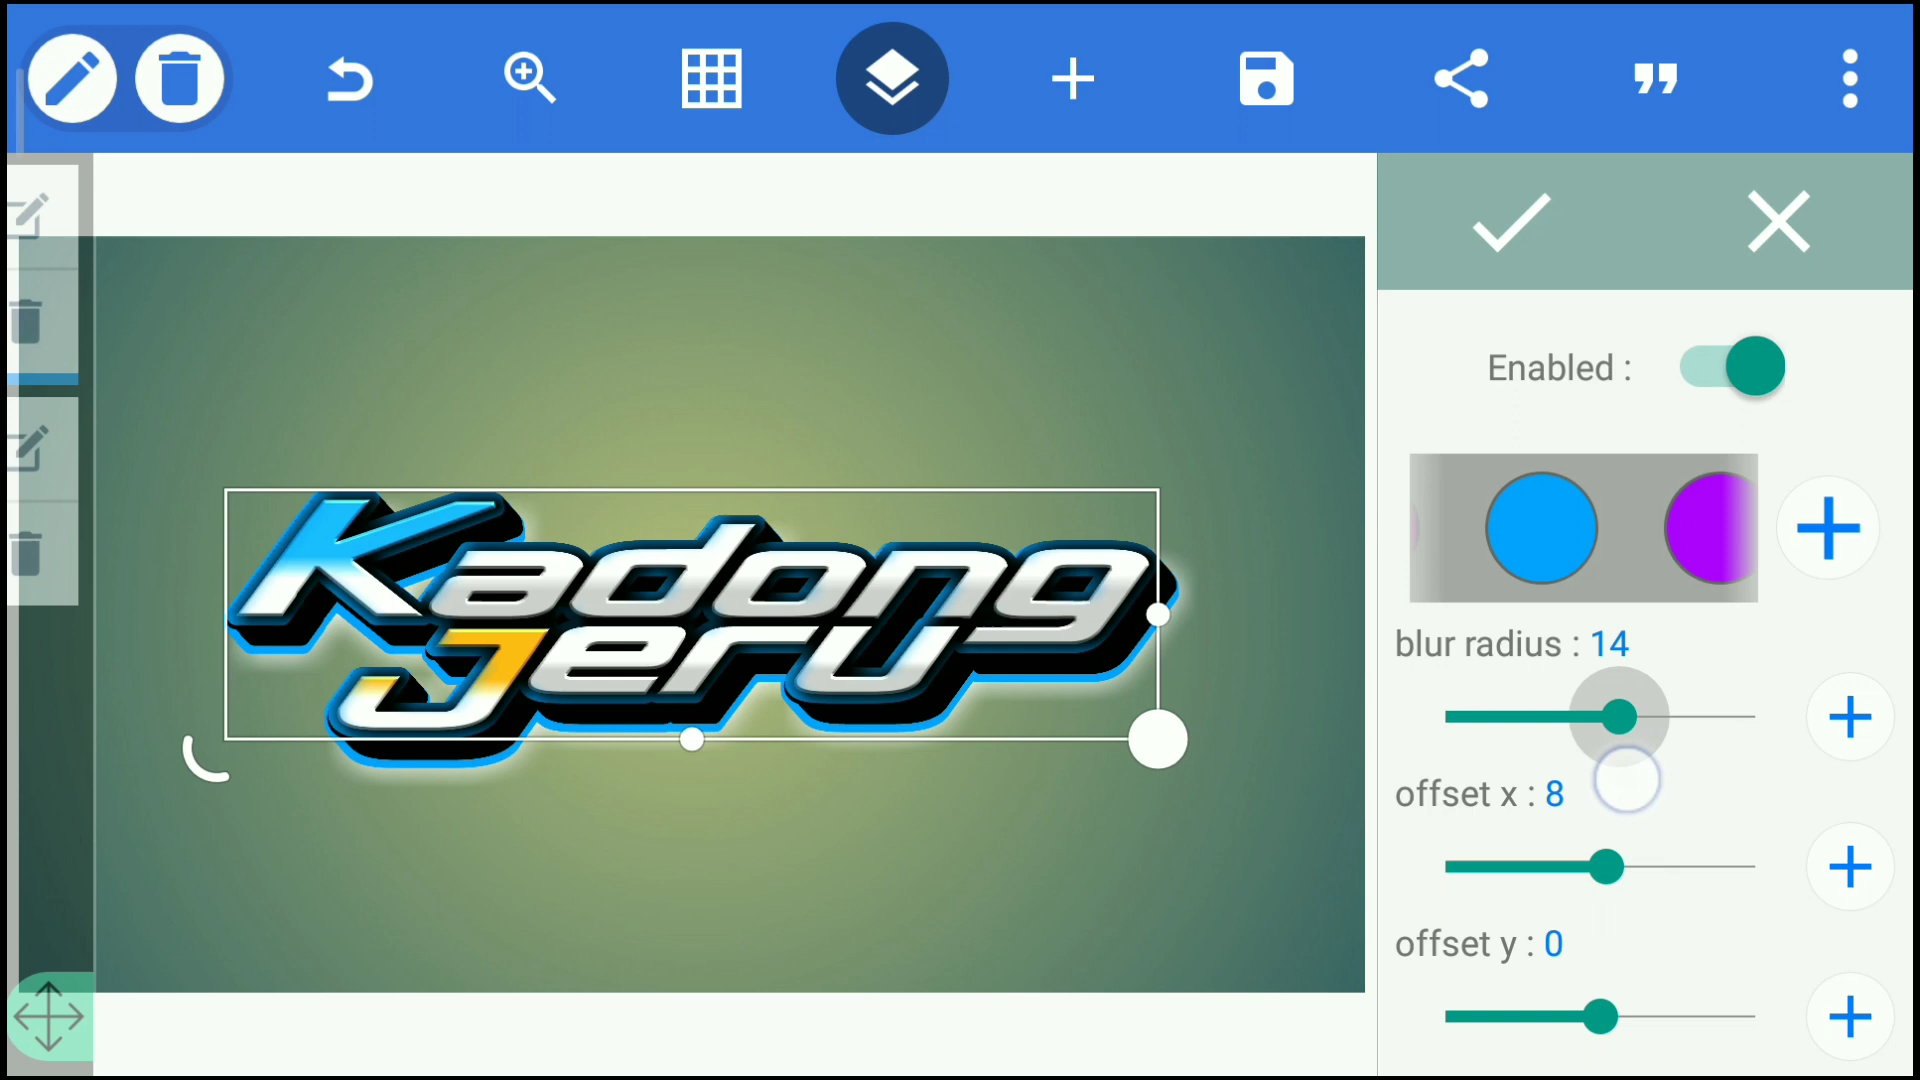 Enabled :
Kadong
Jeru
blur radius : 14
offset x : 8
offset y : 0